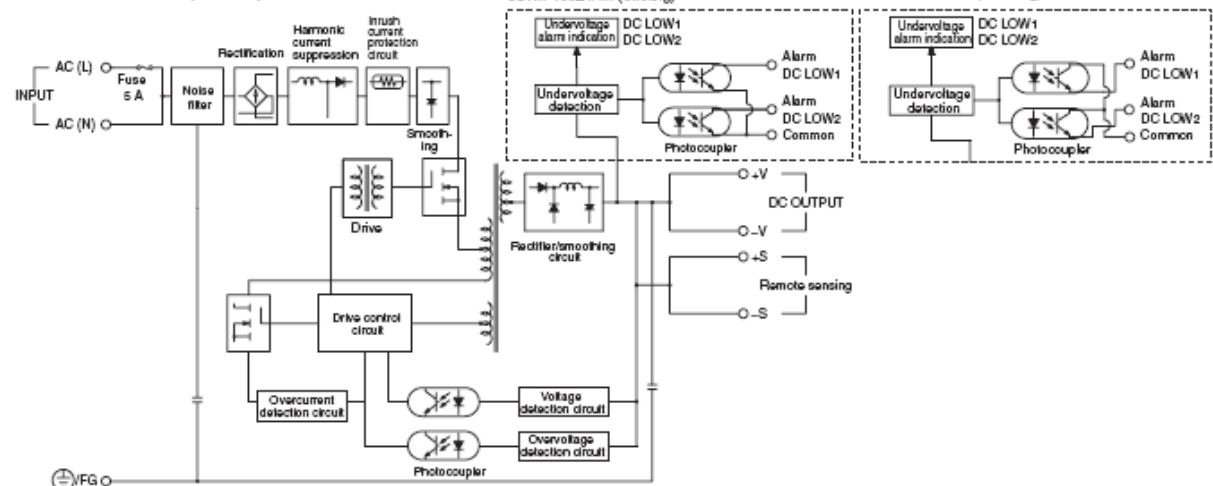 Undervoltage
alarm indication
DC LOW1
DC LOW2
Undervoltage
detection
Alarm
DC LOW1
Alarm
DC LOW2
Common
Photocoupler
Undervoltage
alarm indication
DC LOW1
DC LOW2
Undervoltage
detection
Alarm
DC LOW1
Alarm
DC LOW2
Common
Photocoupler
INPUT
AC (L)
AC (N)
Fuse
5 A
Noise
filter
Rectification
Harmonic
current
suppression
Inrush
current
protection
circuit
Smooth-
ing
Drive
Rectifier/smoothing
circuit
+V
DC OUTPUT
–V
+S
Remote sensing
–S
Drive control
circuit
Overcurrent
detection circuit
Voltage
detection circuit
Overvoltage
detection circuit
Photocoupler
/FG